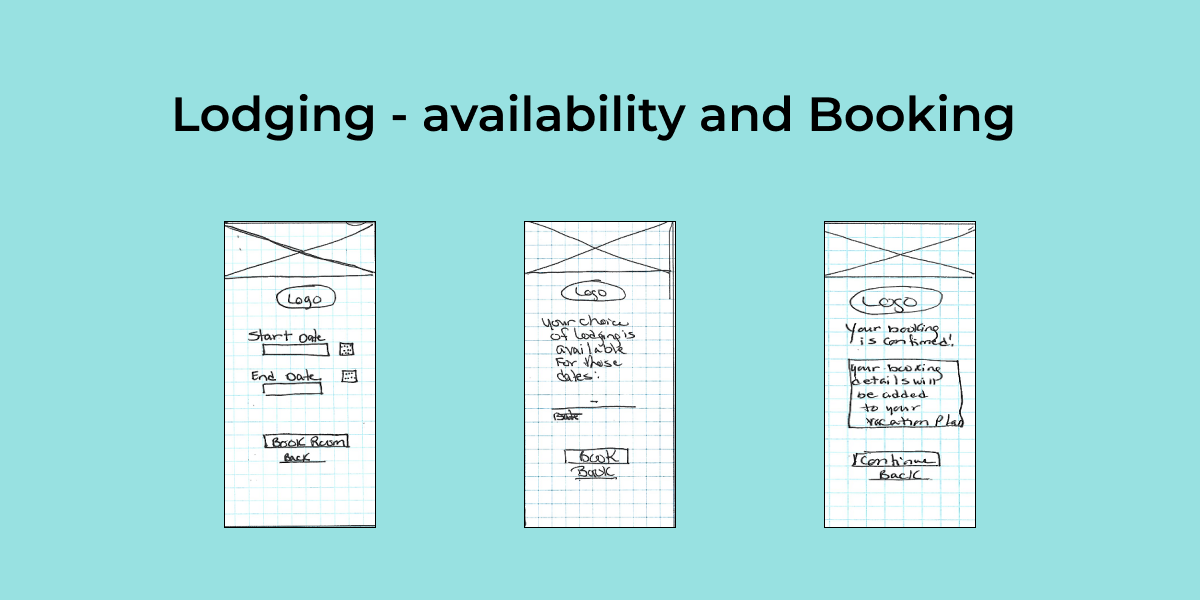 Lodging - availability and Booking
Logo
Start Date
End Date
Book Room
Back
Logo
Your choice
of lodging is
available
For these
dates:
-
Book
Back
Logo
Your booking
is confirmed!
your booking
details will
be added
to your
vacation Plan
Continue
Back